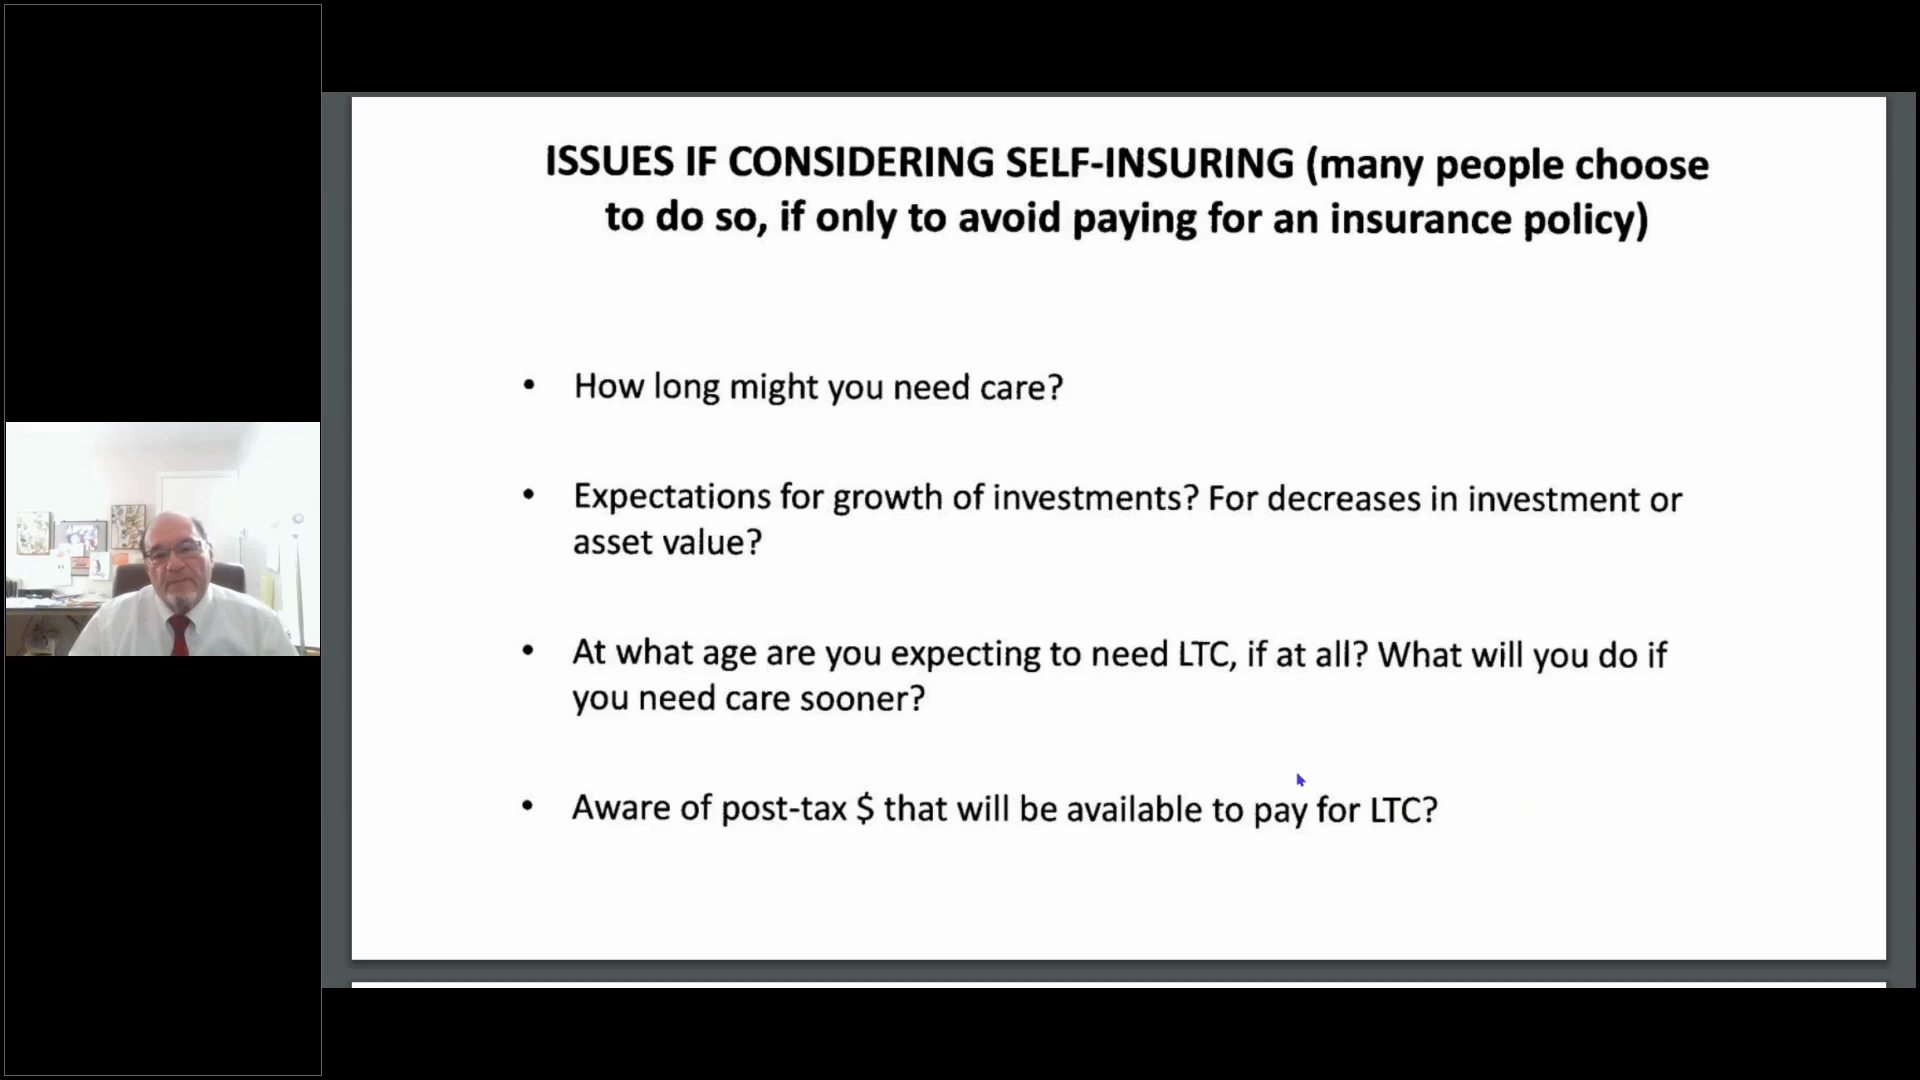 ISSUES IF CONSIDERING SELF-INSURING (many people choose
to do so, if only to avoid paying for an insurance policy)
• How long might you need care?
• Expectations for growth of investments? For decreases in investment or
asset value?
• At what age are you expecting to need LTC, if at all? What will you do if
you need care sooner?
• Aware of post-tax $ that will be available to pay for LTC?